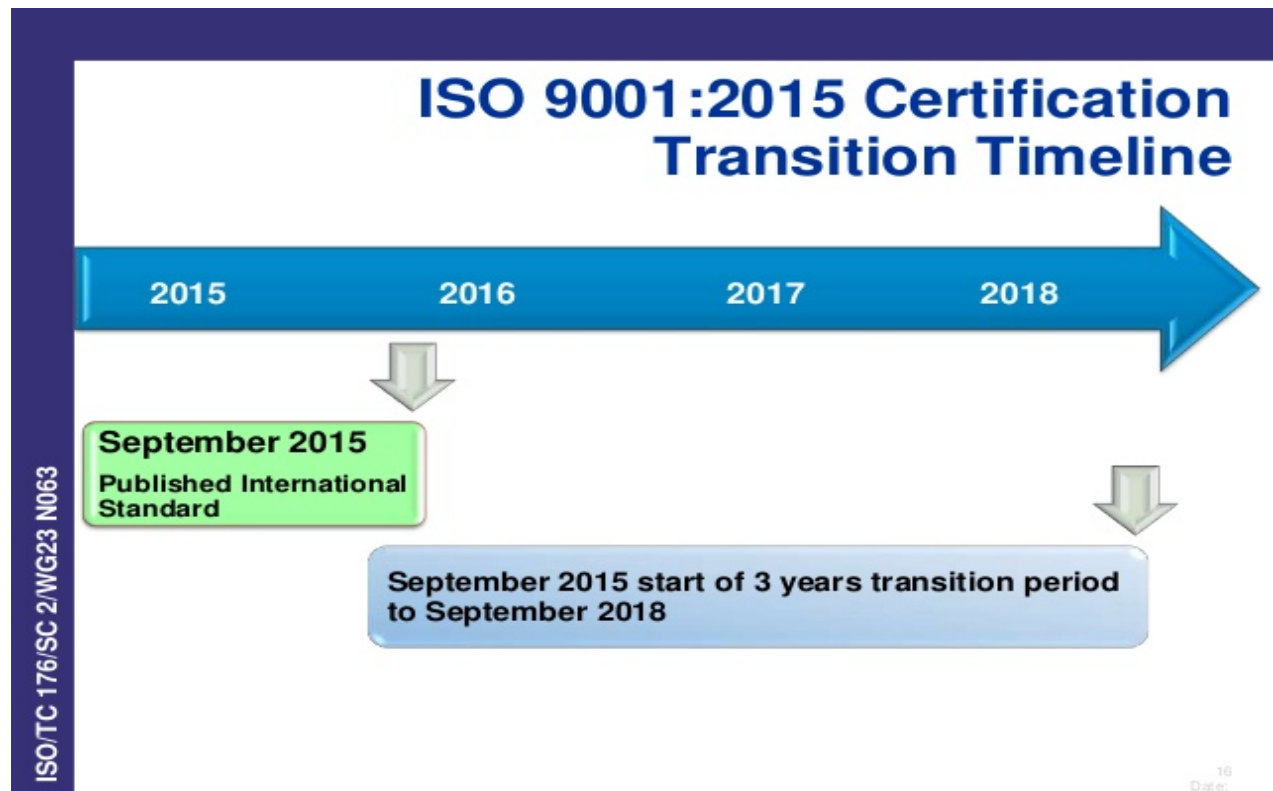 ISO 9001:2015 Certification
Transition Timeline
2015 2016 2017 2018
September 2015
Published International
Standard
September 2015 start of 3 years transition period
to September 2018
ISO/TC 176/SC 2/WG23 N063
16
Date: